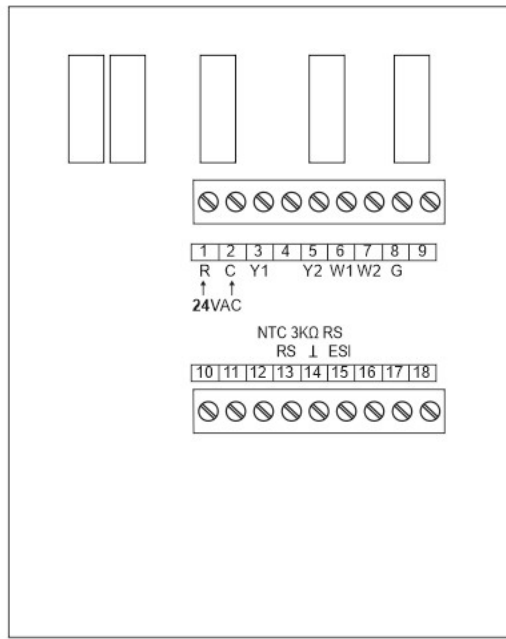 1 2 3 4 5 6 7 8 9
R C Y1 Y2 W1 W2 G
↑ ↑
24VAC
NTC 3KΩ RS
RS ⊥ ESI
10 11 12 13 14 15 16 17 18